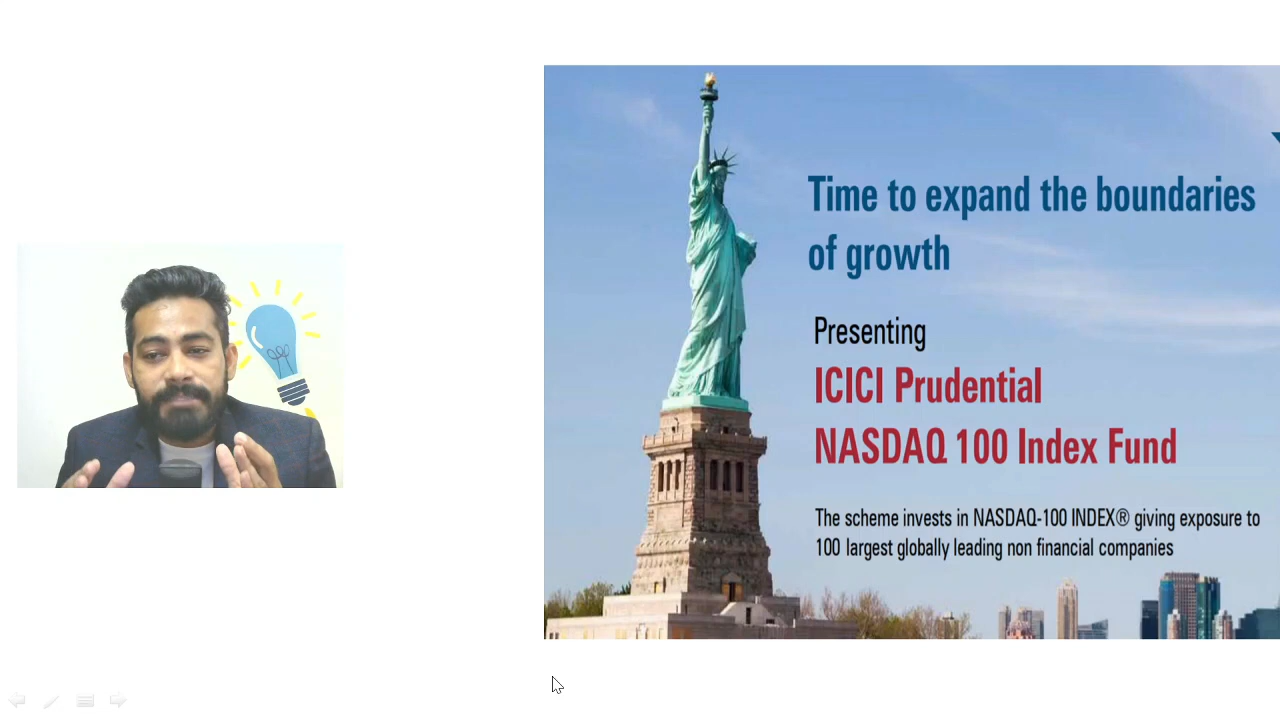 Time to expand the boundaries
of growth
Presenting
ICICI Prudential
NASDAQ 100 Index Fund
The scheme invests in NASDAQ-100 INDEX® giving exposure to
100 largest globally leading non financial companies